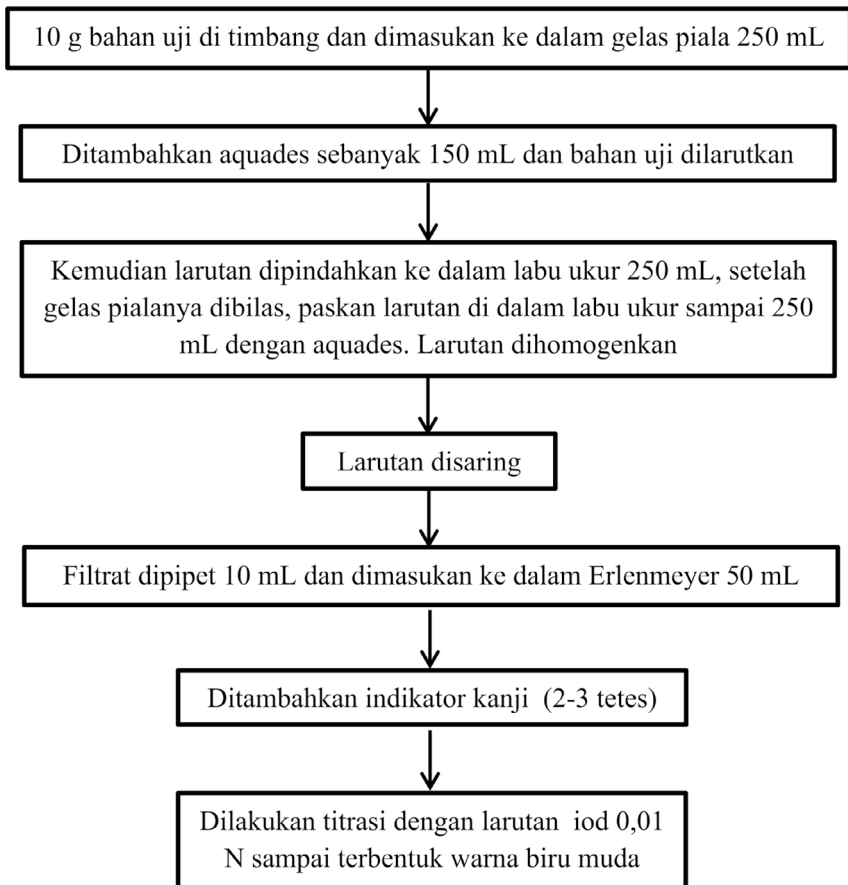 10 g bahan uji di timbang dan dimasukan ke dalam gelas piala 250 mL
Ditambahkan aquades sebanyak 150 mL dan bahan uji dilarutkan
Kemudian larutan dipindahkan ke dalam labu ukur 250 mL, setelah
gelas pialanya dibilas, paskan larutan di dalam labu ukur sampai 250
mL dengan aquades. Larutan dihomogenkan
Larutan disaring
Filtrat dipipet 10 mL dan dimasukan ke dalam Erlenmeyer 50 mL
Ditambahkan indikator kanji (2-3 tetes)
Dilakukan titrasi dengan larutan iod 0,01
N sampai terbentuk warna biru muda